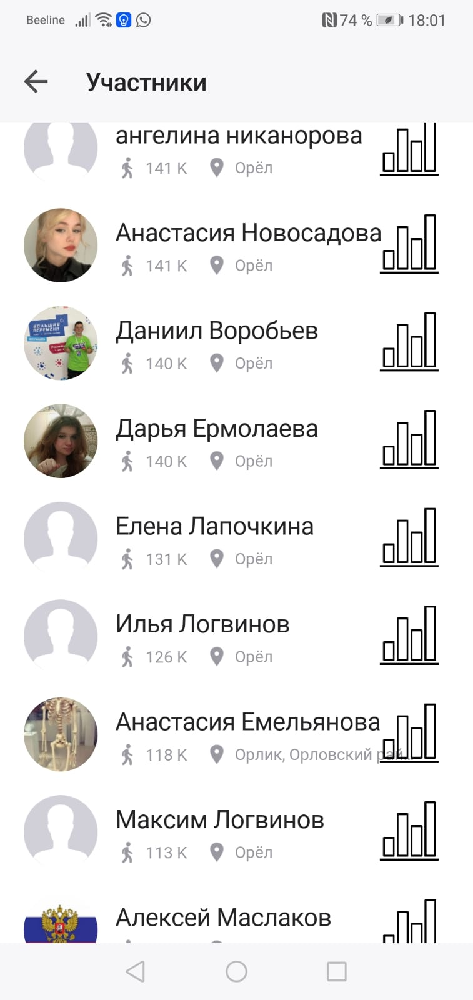 Beeline 74 % 18:01
Участники
ангелина никанорова
141 K Орёл
Анастасия Новосадова
141 K Орёл
БОЛЬШАЯ
ПЕРЕМЕНА
Даниил Воробьев
140 K Орёл
Дарья Ермолаева
140 K Орёл
Елена Лапочкина
131 K Орёл
Илья Логвинов
126 K Орёл
Анастасия Емельянова
118 K Орлик, Орловский рай...
Максим Логвинов
113 K Орёл
Алексей Маслаков